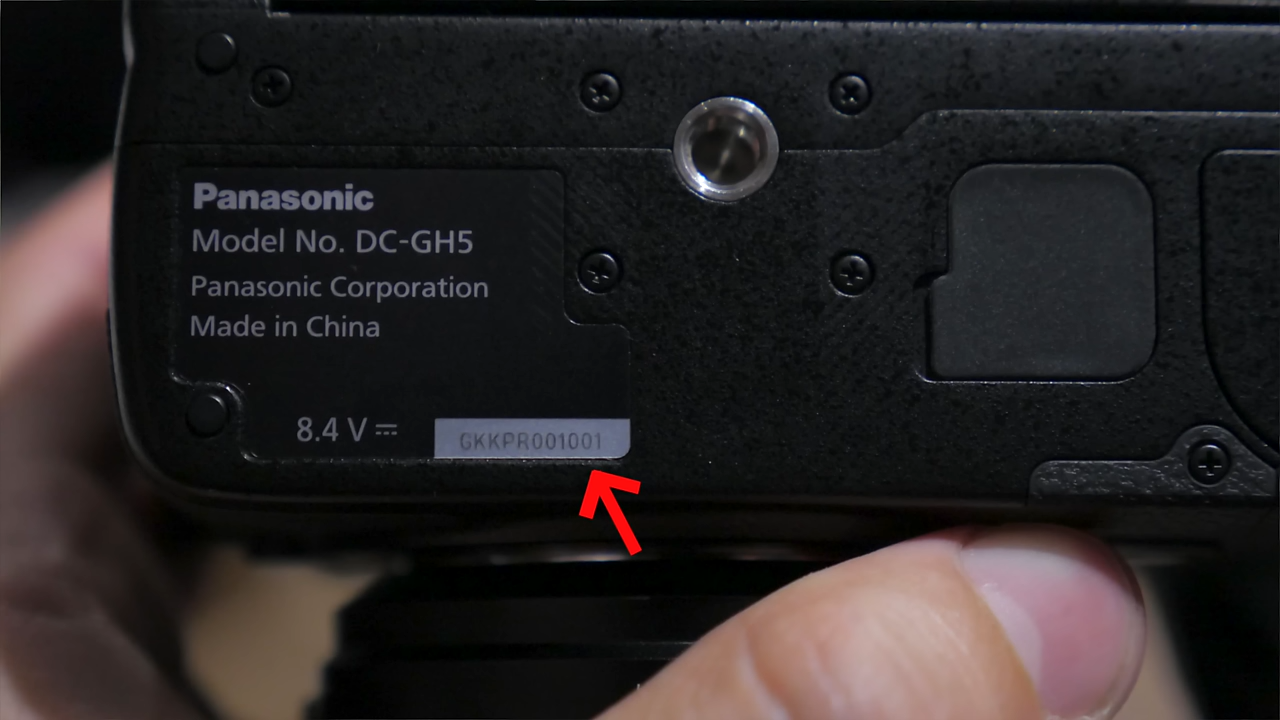 Panasonic
Model No. DC-GH5
Panasonic Corporation
Made in China
8.4 V ⎓
GKKPR001001